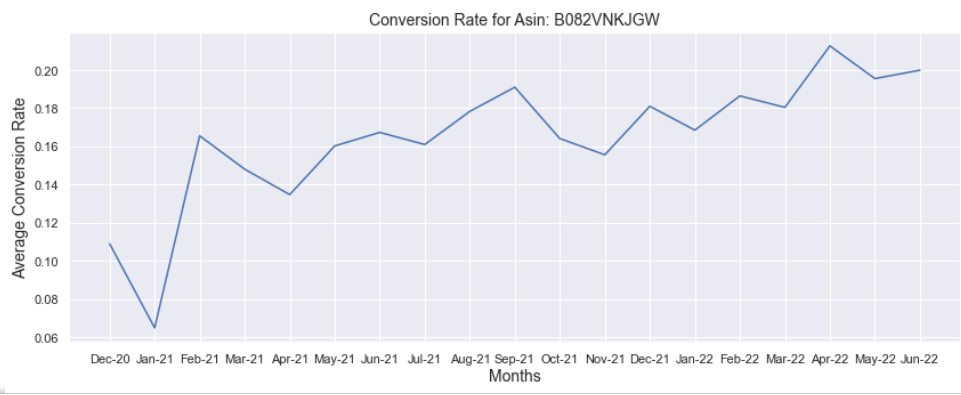 Conversion Rate for Asin: B082VNKJGW
Average Conversion Rate
0.20
0.18
0.16
0.14
0.12
0.10
0.08
0.06
Dec-20 Jan-21 Feb-21 Mar-21 Apr-21 May-21 Jun-21 Jul-21 Aug-21 Sep-21 Oct-21 Nov-21 Dec-21 Jan-22 Feb-22 Mar-22 Apr-22 May-22 Jun-22
Months